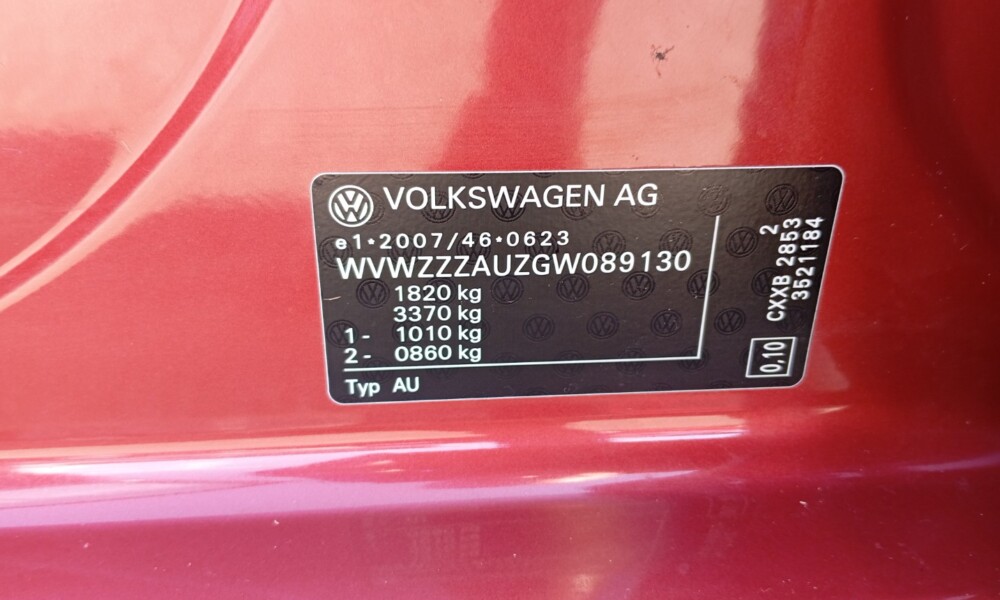 VOLKSWAGEN AG
e1*2007/46*0623
WVWZZZAUZGW089130
1820 kg
3370 kg
1- 1010 kg
2- 0860 kg
Typ AU
2
CXXB 2853
3521184
0,10